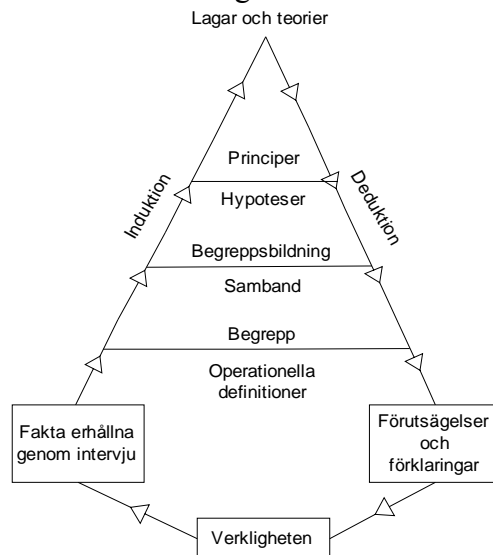 Lagar och teorier
Principer
Hypoteser
Induktion
Deduktion
Begreppsbildning
Samband
Begrepp
Operationella
definitioner
Fakta erhållna
genom intervju
Förutsägelser
och
förklaringar
Verkligheten